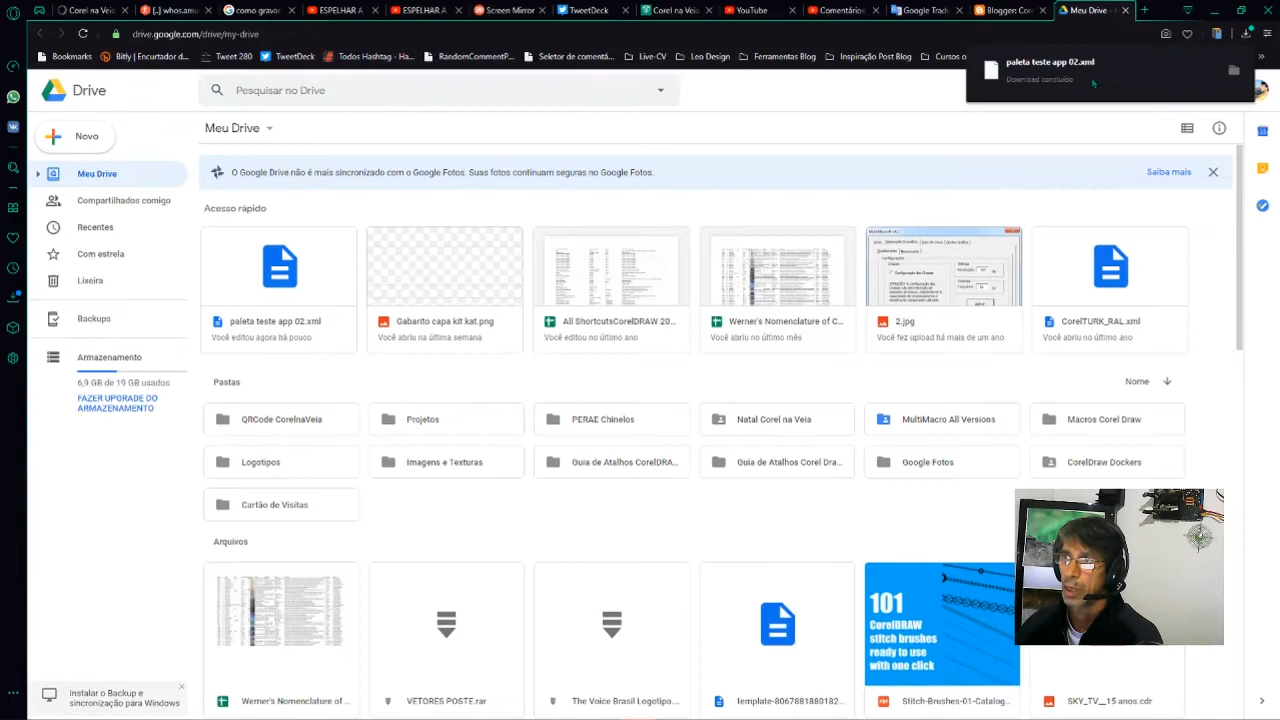 Corel na Veia
whos.amu
como gravar
ESPELHAR A
ESPELHAR A
Screen Mirror
TweetDeck
Corel na Veia
YouTube
Comentários
Google Trad
Blogger: Cor
Meu Drive -
drive.google.com/drive/my-drive
Bookmarks
Bitly | Encurtador d...
Tweet 280
TweetDeck
Todos Hashtag - Ha...
RandomCommentP...
Seletor de comentá...
Live-CV
Leo Design
Ferramentas Blog
Inspiração Post Blog
Cursos o
paleta teste app 02.xml
Download concluído
Drive
Pesquisar no Drive
Novo
Meu Drive
Meu Drive
Compartilhados comigo
Recentes
Com estrela
Lixeira
Backups
Armazenamento
6,9 GB de 19 GB usados
FAZER UPGRADE DO
ARMAZENAMENTO
O Google Drive não é mais sincronizado com o Google Fotos. Suas fotos continuam seguras no Google Fotos.
Saiba mais
Acesso rápido
paleta teste app 02.xml
Você editou agora há pouco
Gabarito capa kit kat.png
Você abriu na última semana
All ShortcutsCorelDRAW 20...
Você editou no último ano
Werner's Nomenclature of C...
Você abriu no último mês
2.jpg
Você fez upload há mais de um ano
CorelTURK_RAL.xml
Você abriu no último ano
Pastas
Nome
QRCode CorelnaVeia
Projetos
PERAE Chinelos
Natal Corel na Veia
MultiMacro All Versions
Macros Corel Draw
Logotipos
Imagens e Texturas
Guia de Atalhos CorelDRA...
Guia de Atalhos Corel Dra...
Google Fotos
CorelDraw Dockers
Cartão de Visitas
Arquivos
101
CorelDRAW
stitch brushes
ready to use
with one click
Werner's Nomenclature of ...
VETORES POSTE.rar
The Voice Brasil Logotipo...
template-8067881880182...
Stitch-Brushes-01-Catalog...
SKY_TV__15 anos.cdr
Instalar o Backup e
sincronização para Windows